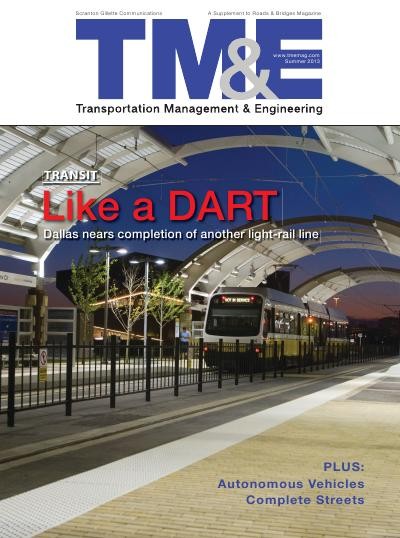 Scranton Gillette Communications
A Supplement to Roads & Bridges Magazine
TM&E
www.tmemag.com
Summer 2013
Transportation Management & Engineering
TRANSIT
Like a DART
Dallas nears completion of another light-rail line
NOT IN SERVICE
PLUS:
Autonomous Vehicles
Complete Streets